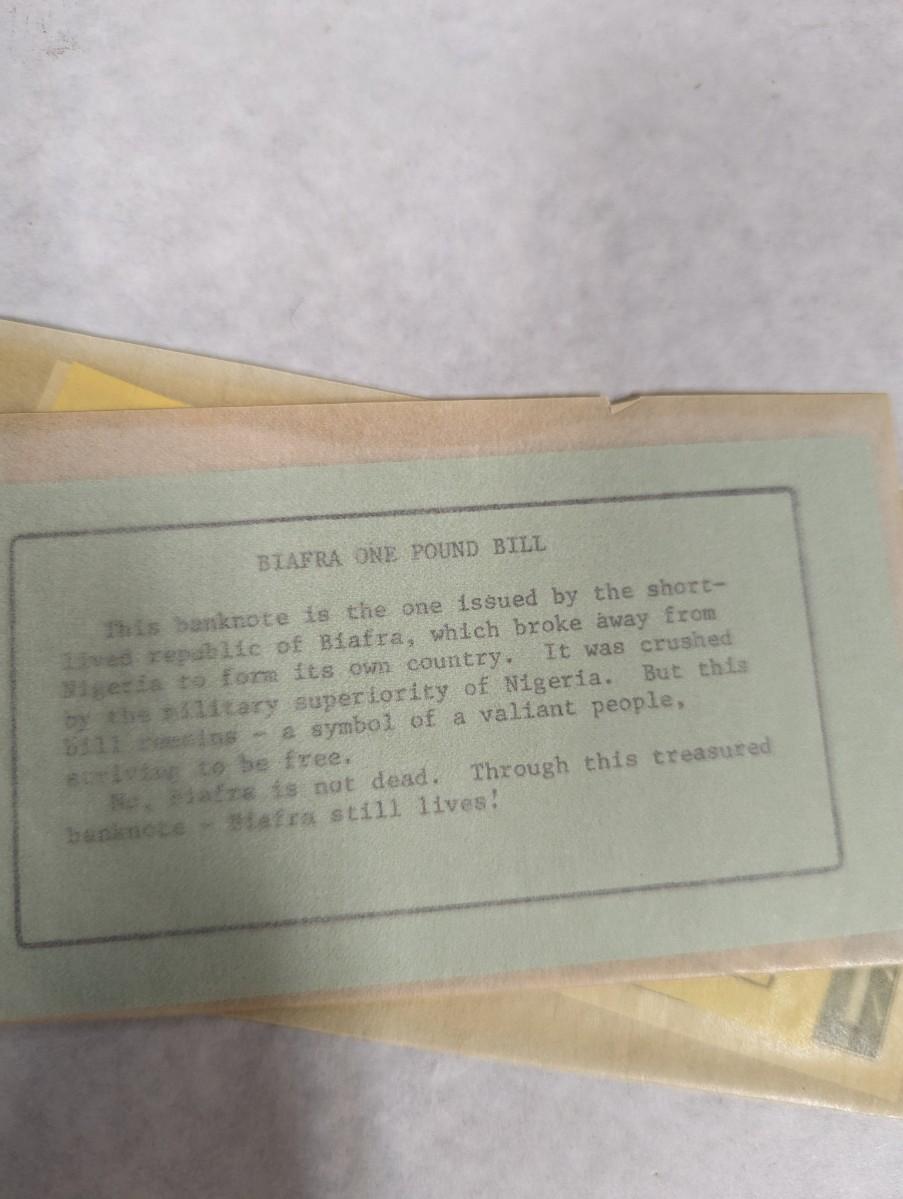 BIAFRA ONE POUND BILL
This banknote is the one issued by the short-
lived republic of Biafra, which broke away from
Nigeria to form its own country. It was crushed
by the military superiority of Nigeria. But this
bill remains - a symbol of a valiant people,
striving to be free.
No, Biafra is not dead. Through this treasured
banknote - Biafra still lives!